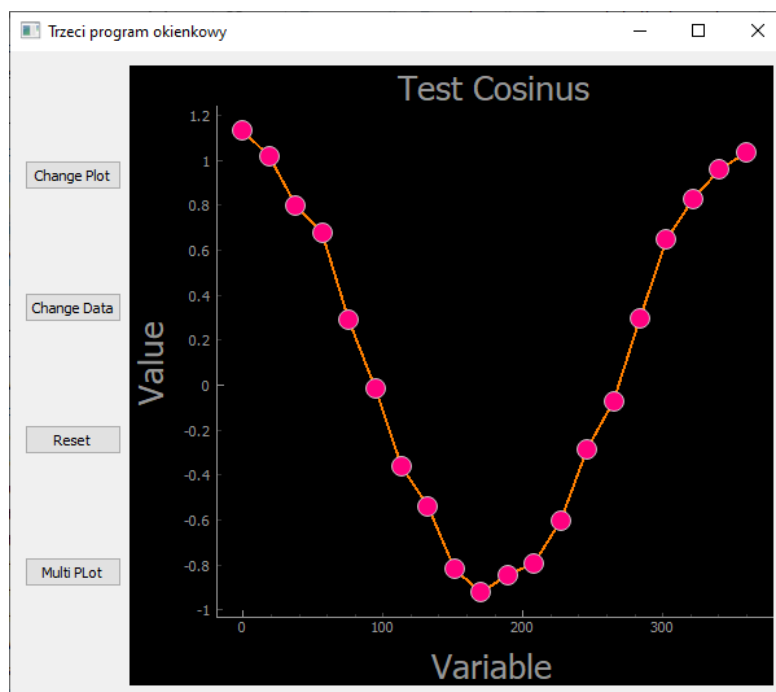 Trzeci program okienkowy
Change Plot
Change Data
Reset
Multi PLot
Test Cosinus
Value
1.2
1
0.8
0.6
0.4
0.2
0
-0.2
-0.4
-0.6
-0.8
-1
0 100 200 300
Variable